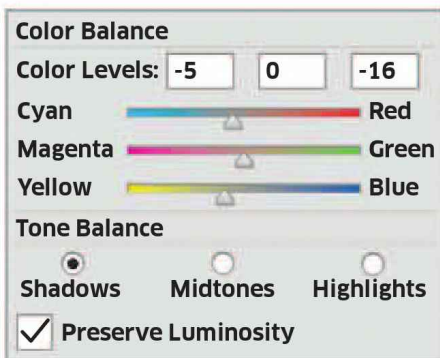 Color Balance
Color Levels: -5 0 -16
Cyan Red
Magenta Green
Yellow Blue
Tone Balance
Shadows Midtones Highlights
Preserve Luminosity